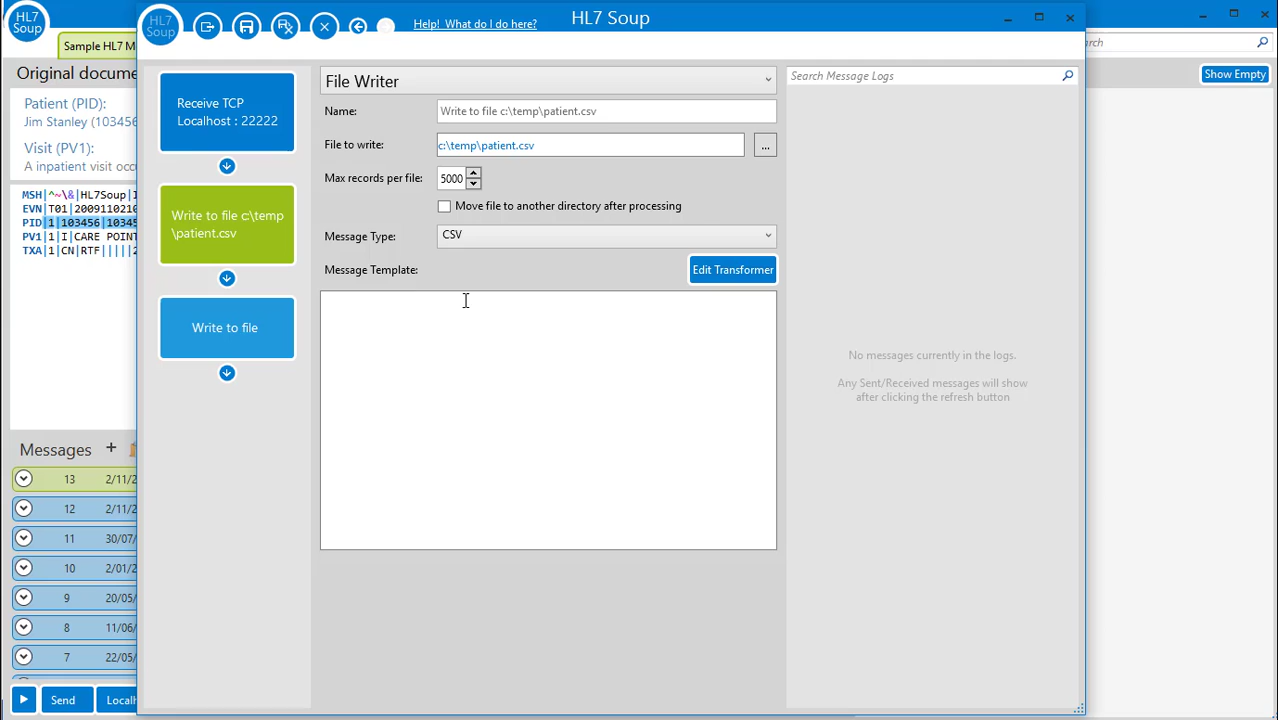 HL7
Soup
HL7
Soup
Help! What do I do here?
HL7 Soup
Sample HL7 M
Original docume
Show Empty
Patient (PID):
Jim Stanley (103456
Visit (PV1):
A inpatient visit occ
MSH|^~\&|HL7Soup|I
EVN|T01|2009110210
PID|1|103456|10345
PV1|1|I|CARE POINT
TXA|1|CN|RTF|||||2
Messages +
13 2/11/2
12 2/11/2
11 30/07/
10 2/01/2
9 20/05/
8 11/06/
7 22/05/
Send
Localh
Receive TCP
Localhost : 22222
Write to file c:\temp
\patient.csv
Write to file
File Writer
Name: Write to file c:\temp\patient.csv
File to write: c:\temp\patient.csv ...
Max records per file: 5000
Move file to another directory after processing
Message Type: CSV
Message Template: Edit Transformer
Search Message Logs
No messages currently in the logs.
Any Sent/Received messages will show
after clicking the refresh button